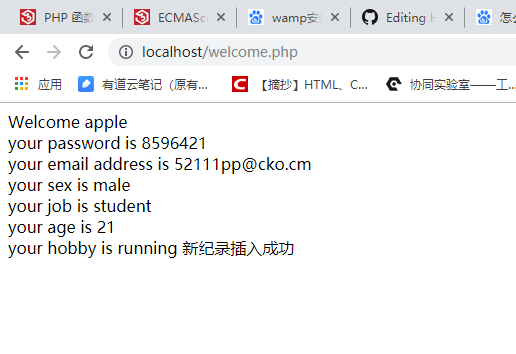 PHP 函数
ECMASc
wamp安
Editing H
怎么
localhost/welcome.php
应用
有道云笔记（原有...
【摘抄】HTML、C...
协同实验室——工...
Welcome apple
your password is 8596421
your email address is 52111pp@cko.cm
your sex is male
your job is student
your age is 21
your hobby is running 新纪录插入成功